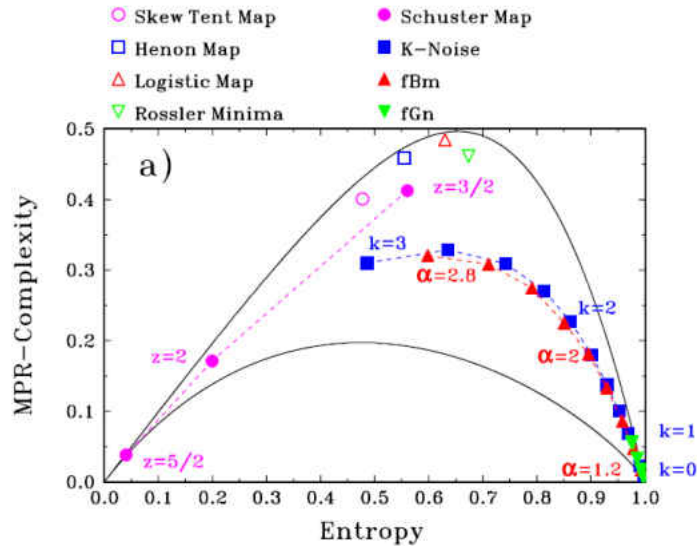 Skew Tent Map
Schuster Map
Henon Map
K-Noise
Logistic Map
fBm
Rossler Minima
fGn
0.5
0.4
0.3
0.2
0.1
0.0
MPR-Complexity
a)
z=3/2
k=3
α=2.8
k=2
z=2
α=2
k=1
z=5/2
α=1.2
k=0
0.0 0.1 0.2 0.3 0.4 0.5 0.6 0.7 0.8 0.9 1.0
Entropy